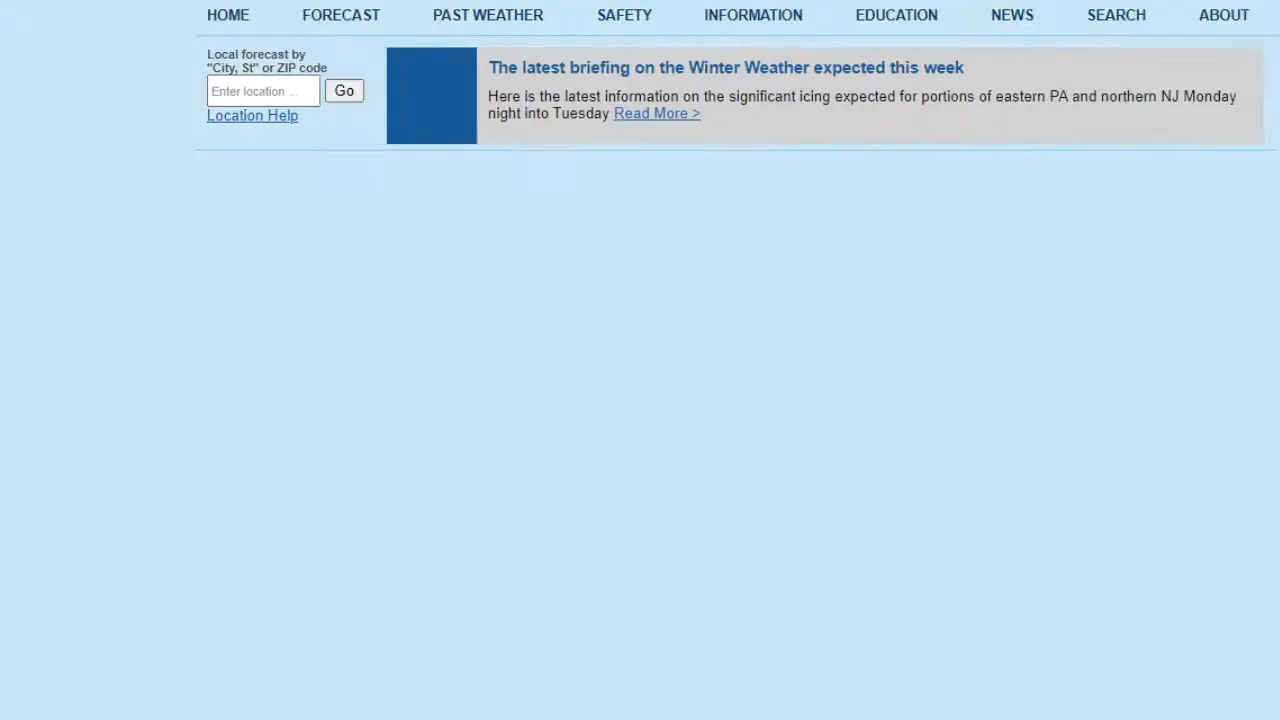 HOME FORECAST PAST WEATHER SAFETY INFORMATION EDUCATION NEWS SEARCH ABOUT
Local forecast by
"City, St" or ZIP code
Enter location ... Go
Location Help
The latest briefing on the Winter Weather expected this week
Here is the latest information on the significant icing expected for portions of eastern PA and northern NJ Monday
night into Tuesday Read More >